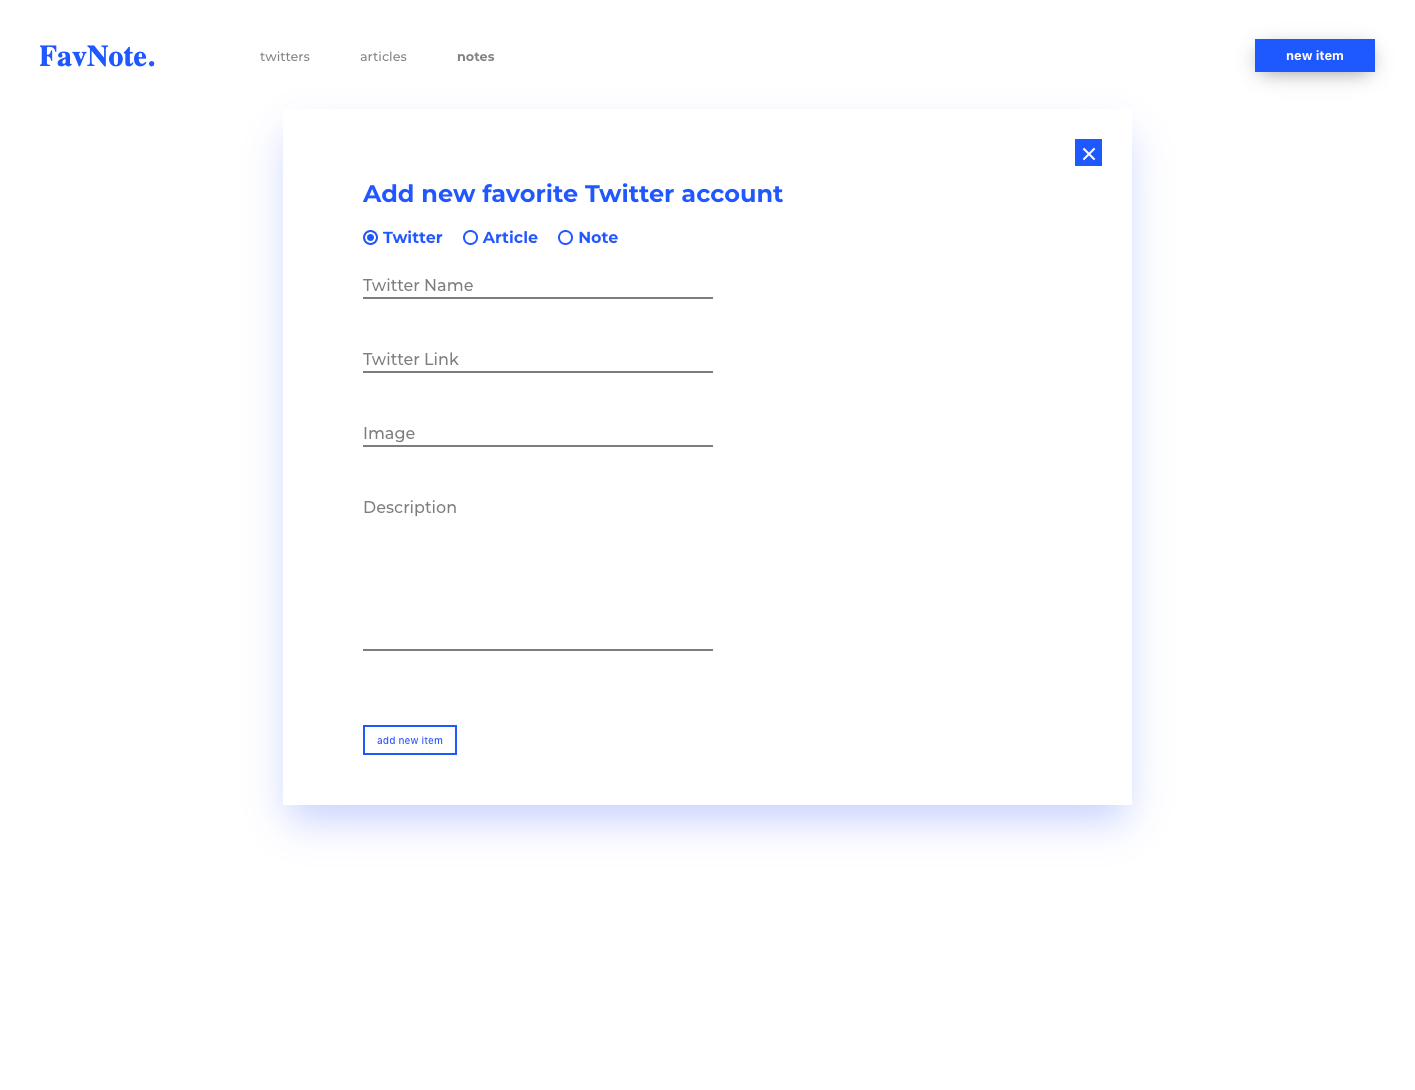 FavNote.
twitters articles notes
new item
Add new favorite Twitter account
Twitter Article Note
Twitter Name
Twitter Link
Image
Description
add new item